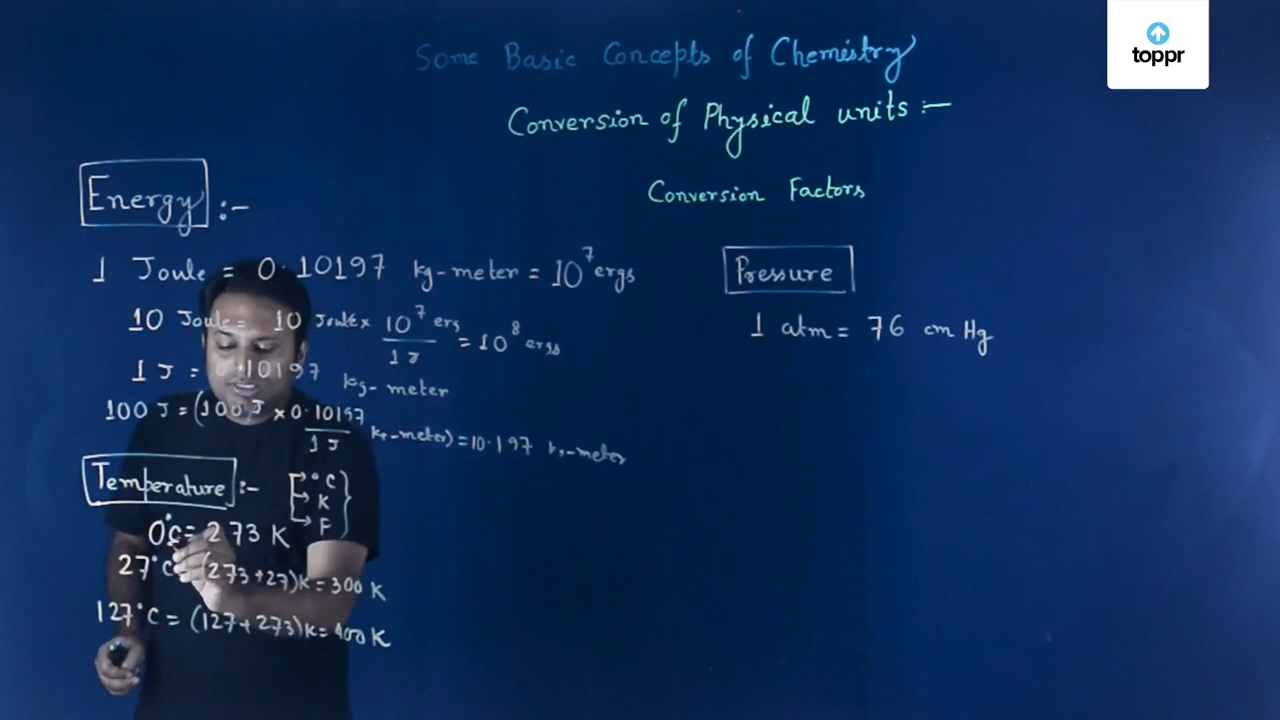 toppr
Some Basic Concepts of Chemistry
Conversion of Physical units :-
Conversion Factors
Energy :-
1 Joule = 0.10197 kg-meter = 10⁷ ergs
10 Joule = 10 Joule × 10⁷ ers / 1 J = 10⁸ ergs
1 J = 0.10197 kg-meter
100 J = (100 J × 0.10197 / 1 J kg-meter) = 10.197 kg-meter
Temperature :- °C
K
F
0°C = 273 K
27°C = (273+27)K = 300 K
127°C = (127+273)K = 400 K
Pressure
1 atm = 76 cm Hg